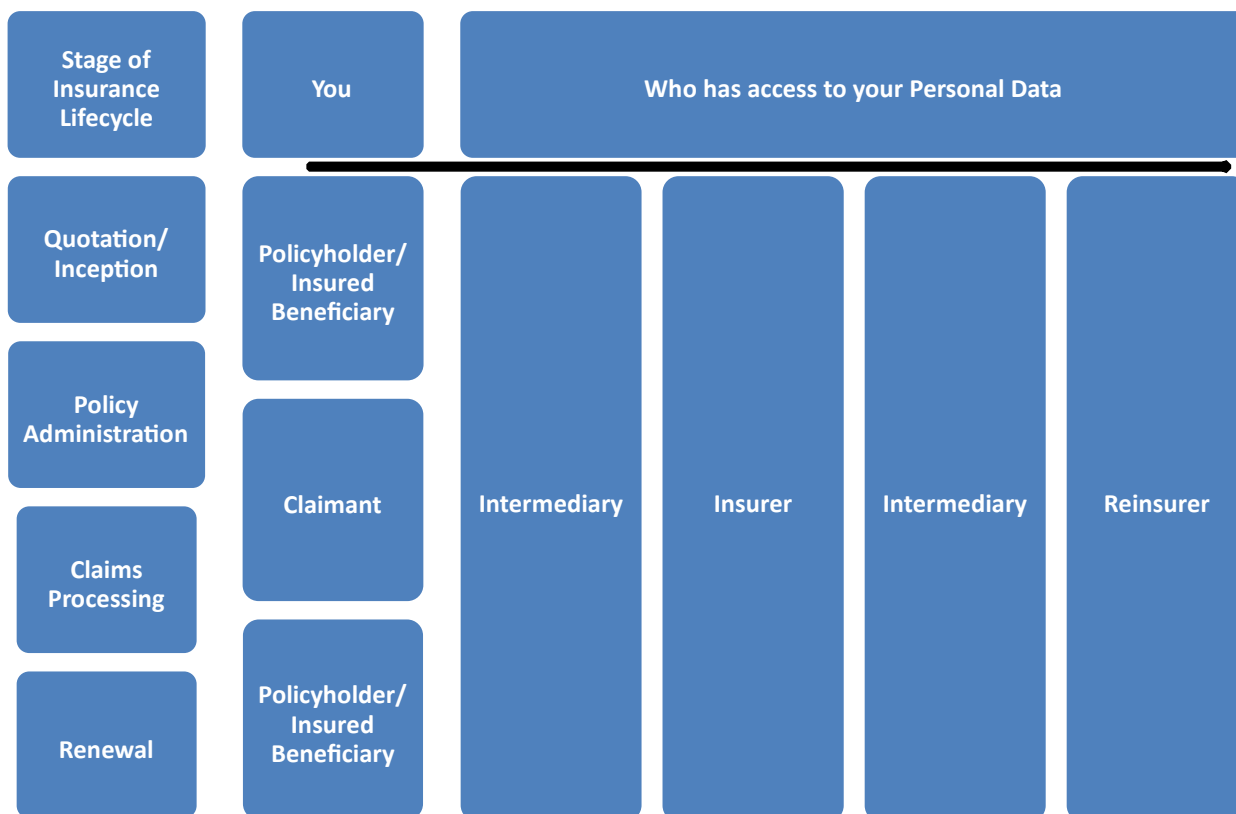 Stage of
Insurance
Lifecycle
You
Who has access to your Personal Data
Quotation/
Inception
Policy
Administration
Claims
Processing
Renewal
Policyholder/
Insured
Beneficiary
Claimant
Policyholder/
Insured
Beneficiary
Intermediary
Insurer
Intermediary
Reinsurer